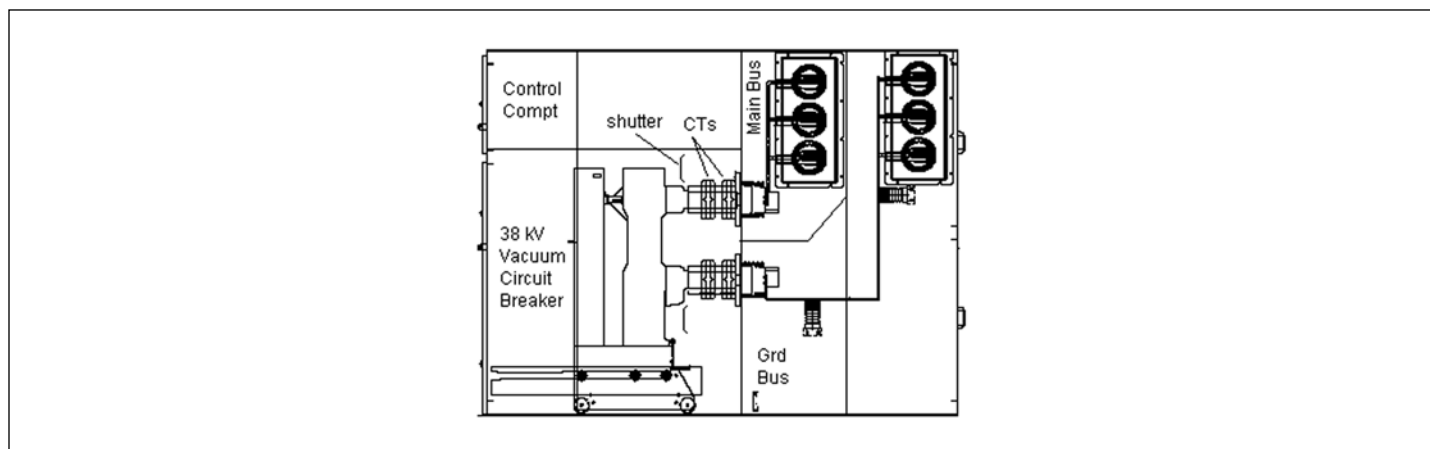 Control
Compt
shutter
CTs
Main Bus
38 kV
Vacuum
Circuit
Breaker
Grd
Bus